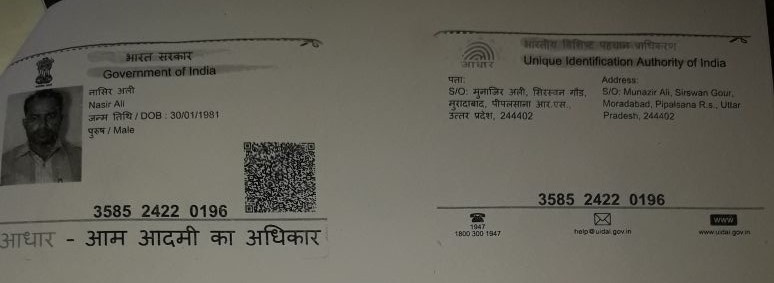 भारत सरकार
Government of India
नासिर अली
Nasir Ali
जन्म तिथि / DOB : 30/01/1981
पुरुष / Male
3585 2422 0196
आधार - आम आदमी का अधिकार
भारतीय विशिष्ट पहचान प्राधिकरण
Unique Identification Authority of India
आधार
पता:
S/O: मुनाजिर अली, सिरसवन गौड,
मुरादाबाद, पीपलसाना आर.एस.,
उत्तर प्रदेश, 244402
Address:
S/O: Munazir Ali, Sirswan Gour,
Moradabad, Pipalsana R.s., Uttar
Pradesh, 244402
3585 2422 0196
1947
1800 300 1947
help@uidai.gov.in
www
www.uidai.gov.in